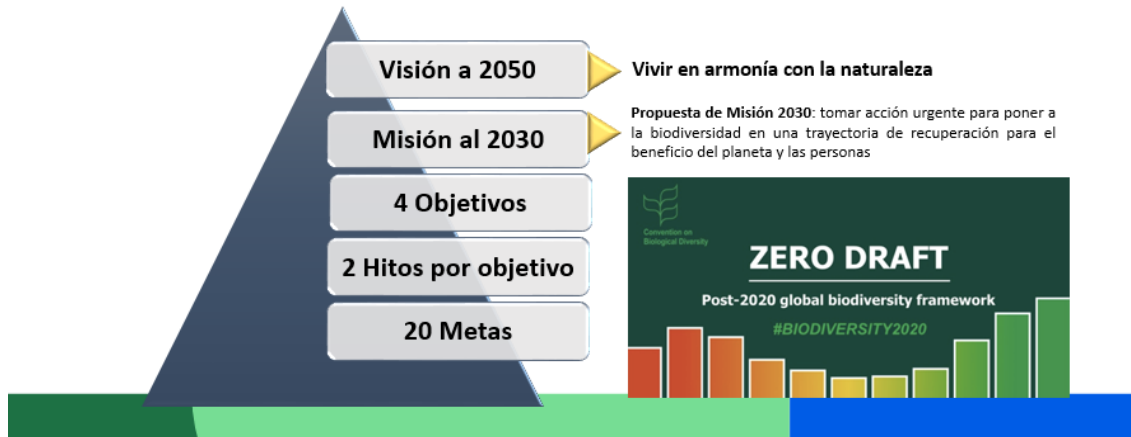 Visión a 2050
Vivir en armonía con la naturaleza
Misión al 2030
Propuesta de Misión 2030: tomar acción urgente para poner a
la biodiversidad en una trayectoria de recuperación para el
beneficio del planeta y las personas
4 Objetivos
2 Hitos por objetivo
20 Metas
Convention on
Biological Diversity
ZERO DRAFT
Post-2020 global biodiversity framework
#BIODIVERSITY2020